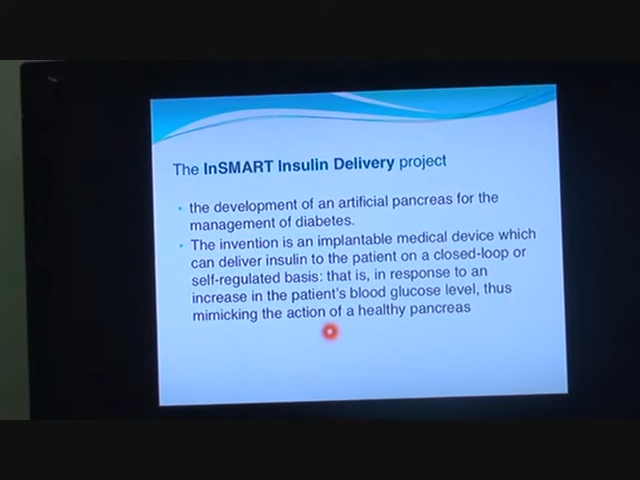 The InSMART Insulin Delivery project
• the development of an artificial pancreas for the
management of diabetes.
• The invention is an implantable medical device which
can deliver insulin to the patient on a closed-loop or
self-regulated basis: that is, in response to an
increase in the patient's blood glucose level, thus
mimicking the action of a healthy pancreas